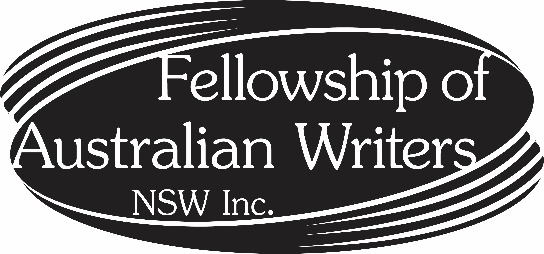 Fellowship of
Australian Writers
NSW Inc.